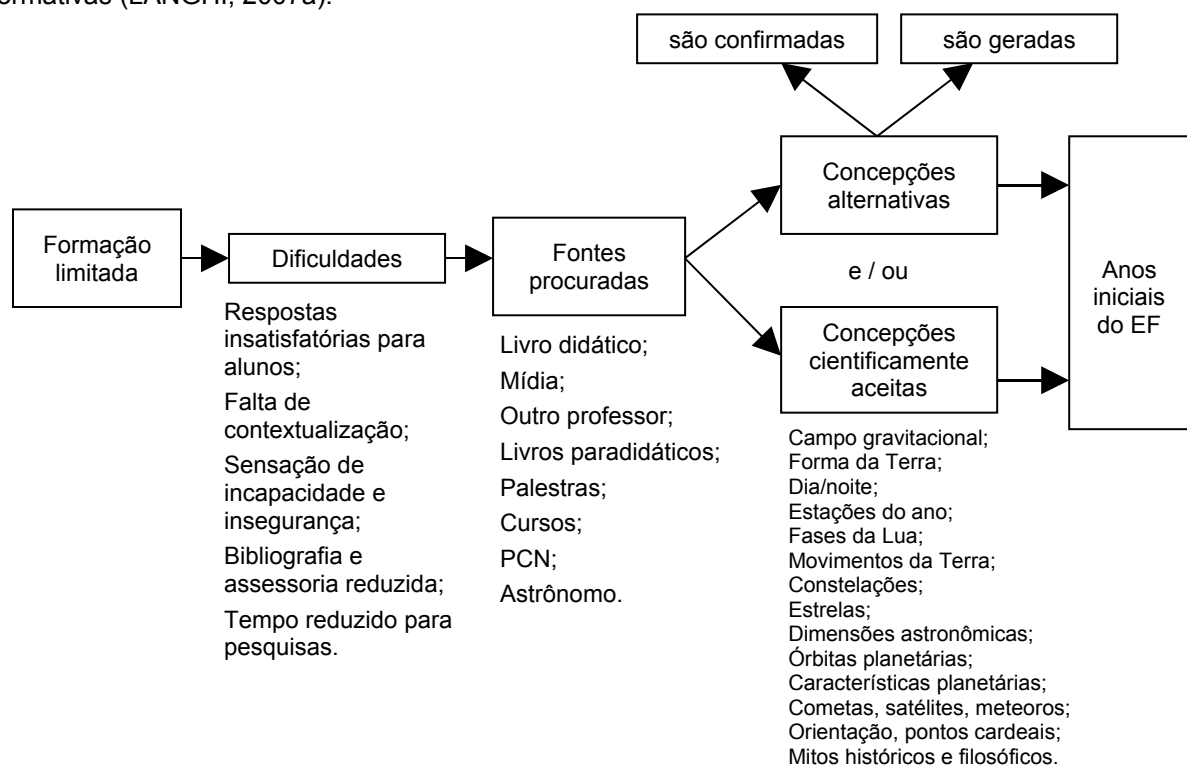 ormativas (LANGHI, 2007a).
são confirmadas
são geradas
Concepções
alternativas
Formação
limitada
Dificuldades
Fontes
procuradas
e / ou
Anos
iniciais
do EF
Concepções
cientificamente
aceitas
Respostas
insatisfatórias para
alunos;
Falta de
contextualização;
Sensação de
incapacidade e
insegurança;
Bibliografia e
assessoria reduzida;
Tempo reduzido para
pesquisas.
Livro didático;
Mídia;
Outro professor;
Livros paradidáticos;
Palestras;
Cursos;
PCN;
Astrônomo.
Campo gravitacional;
Forma da Terra;
Dia/noite;
Estações do ano;
Fases da Lua;
Movimentos da Terra;
Constelações;
Estrelas;
Dimensões astronômicas;
Órbitas planetárias;
Características planetárias;
Cometas, satélites, meteoros;
Orientação, pontos cardeais;
Mitos históricos e filosóficos.